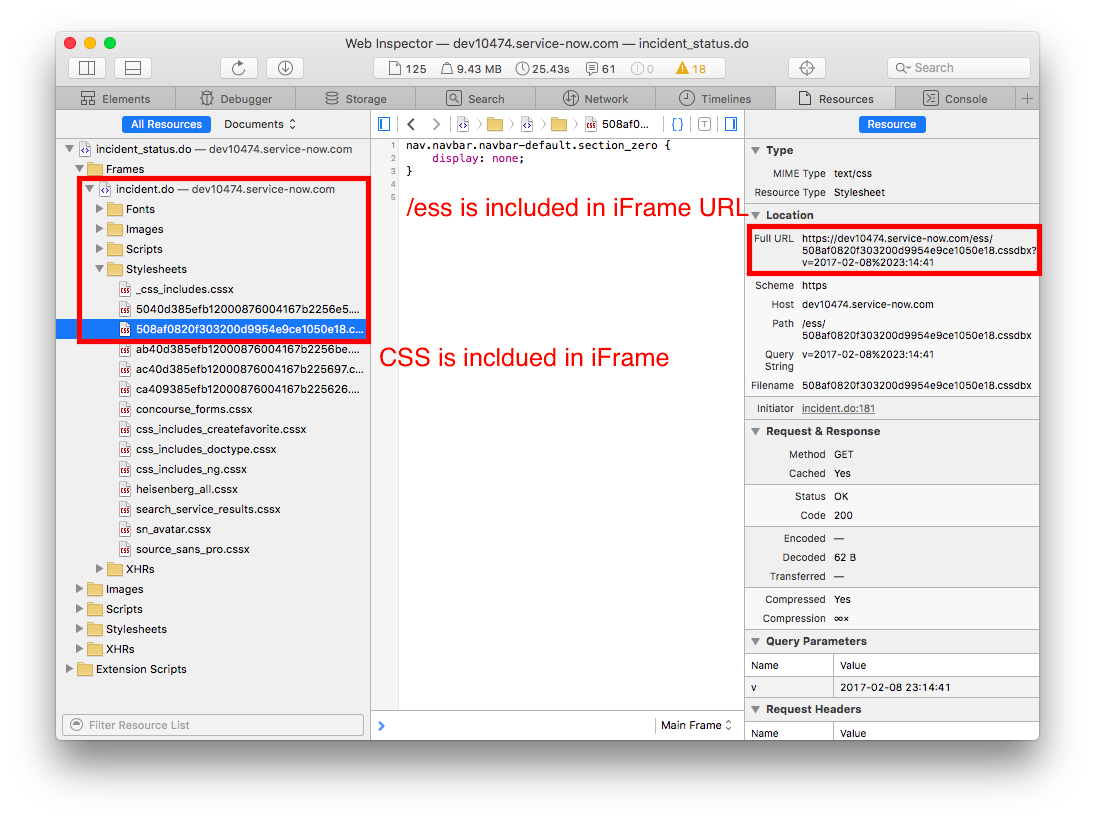 Web Inspector — dev10474.service-now.com — incident_status.do
125 9.43 MB 25.43s 61 0 18
Search
Elements Debugger Storage Search Network Timelines Resources Console
All Resources Documents
508af0...
Resource
incident_status.do — dev10474.service-now.com
Frames
incident.do — dev10474.service-now.com
Fonts
Images
Scripts
Stylesheets
_css_includes.cssx
5040d385efb12000876004167b2256e5....
508af0820f303200d9954e9ce1050e18.c...
ab40d385efb12000876004167b2256be....
ac40d385efb12000876004167b225697.c...
ca409385efb12000876004167b225626....
concourse_forms.cssx
css_includes_createfavorite.cssx
css_includes_doctype.cssx
css_includes_ng.cssx
heisenberg_all.cssx
search_service_results.cssx
sn_avatar.cssx
source_sans_pro.cssx
XHRs
Images
Scripts
Stylesheets
XHRs
Extension Scripts
Filter Resource List
1 nav.navbar.navbar-default.section_zero {
2     display: none;
3 }
4
5
/ess is included in iFrame URL
CSS is incldued in iFrame
Main Frame
Type
MIME Type text/css
Resource Type Stylesheet
Location
Full URL https://dev10474.service-now.com/ess/
508af0820f303200d9954e9ce1050e18.cssdbx?
v=2017-02-08%2023:14:41
Scheme https
Host dev10474.service-now.com
Path /ess/
508af0820f303200d9954e9ce1050e18.cssdbx
Query String v=2017-02-08%2023:14:41
Filename 508af0820f303200d9954e9ce1050e18.cssdbx
Initiator incident.do:181
Request & Response
Method GET
Cached Yes
Status OK
Code 200
Encoded —
Decoded 62 B
Transferred —
Compressed Yes
Compression ∞×
Query Parameters
Name Value
v 2017-02-08 23:14:41
Request Headers
Name Value